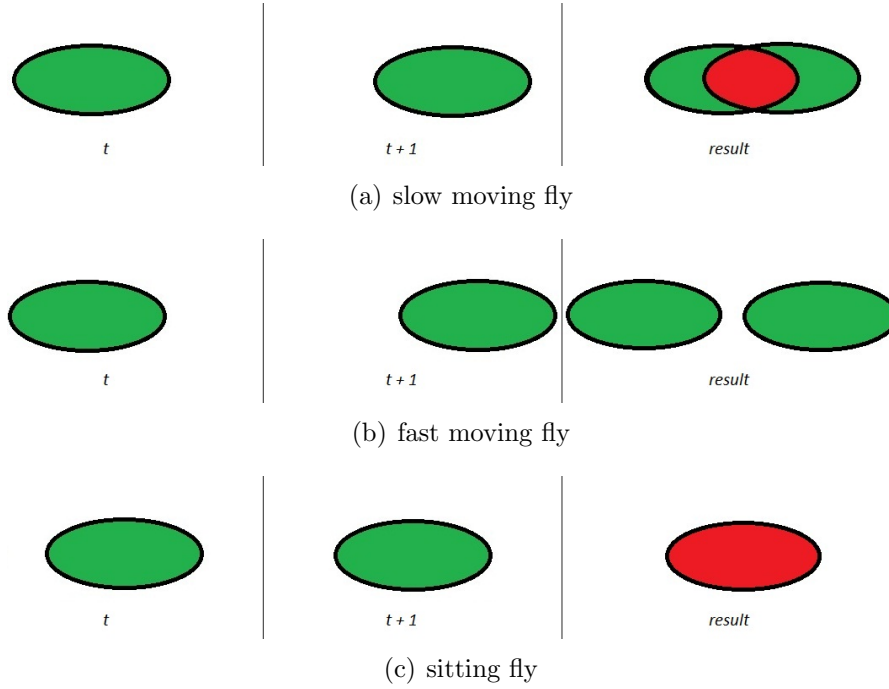 t
t + 1
result
(a) slow moving fly
t
t + 1
result
(b) fast moving fly
t
t + 1
result
(c) sitting fly